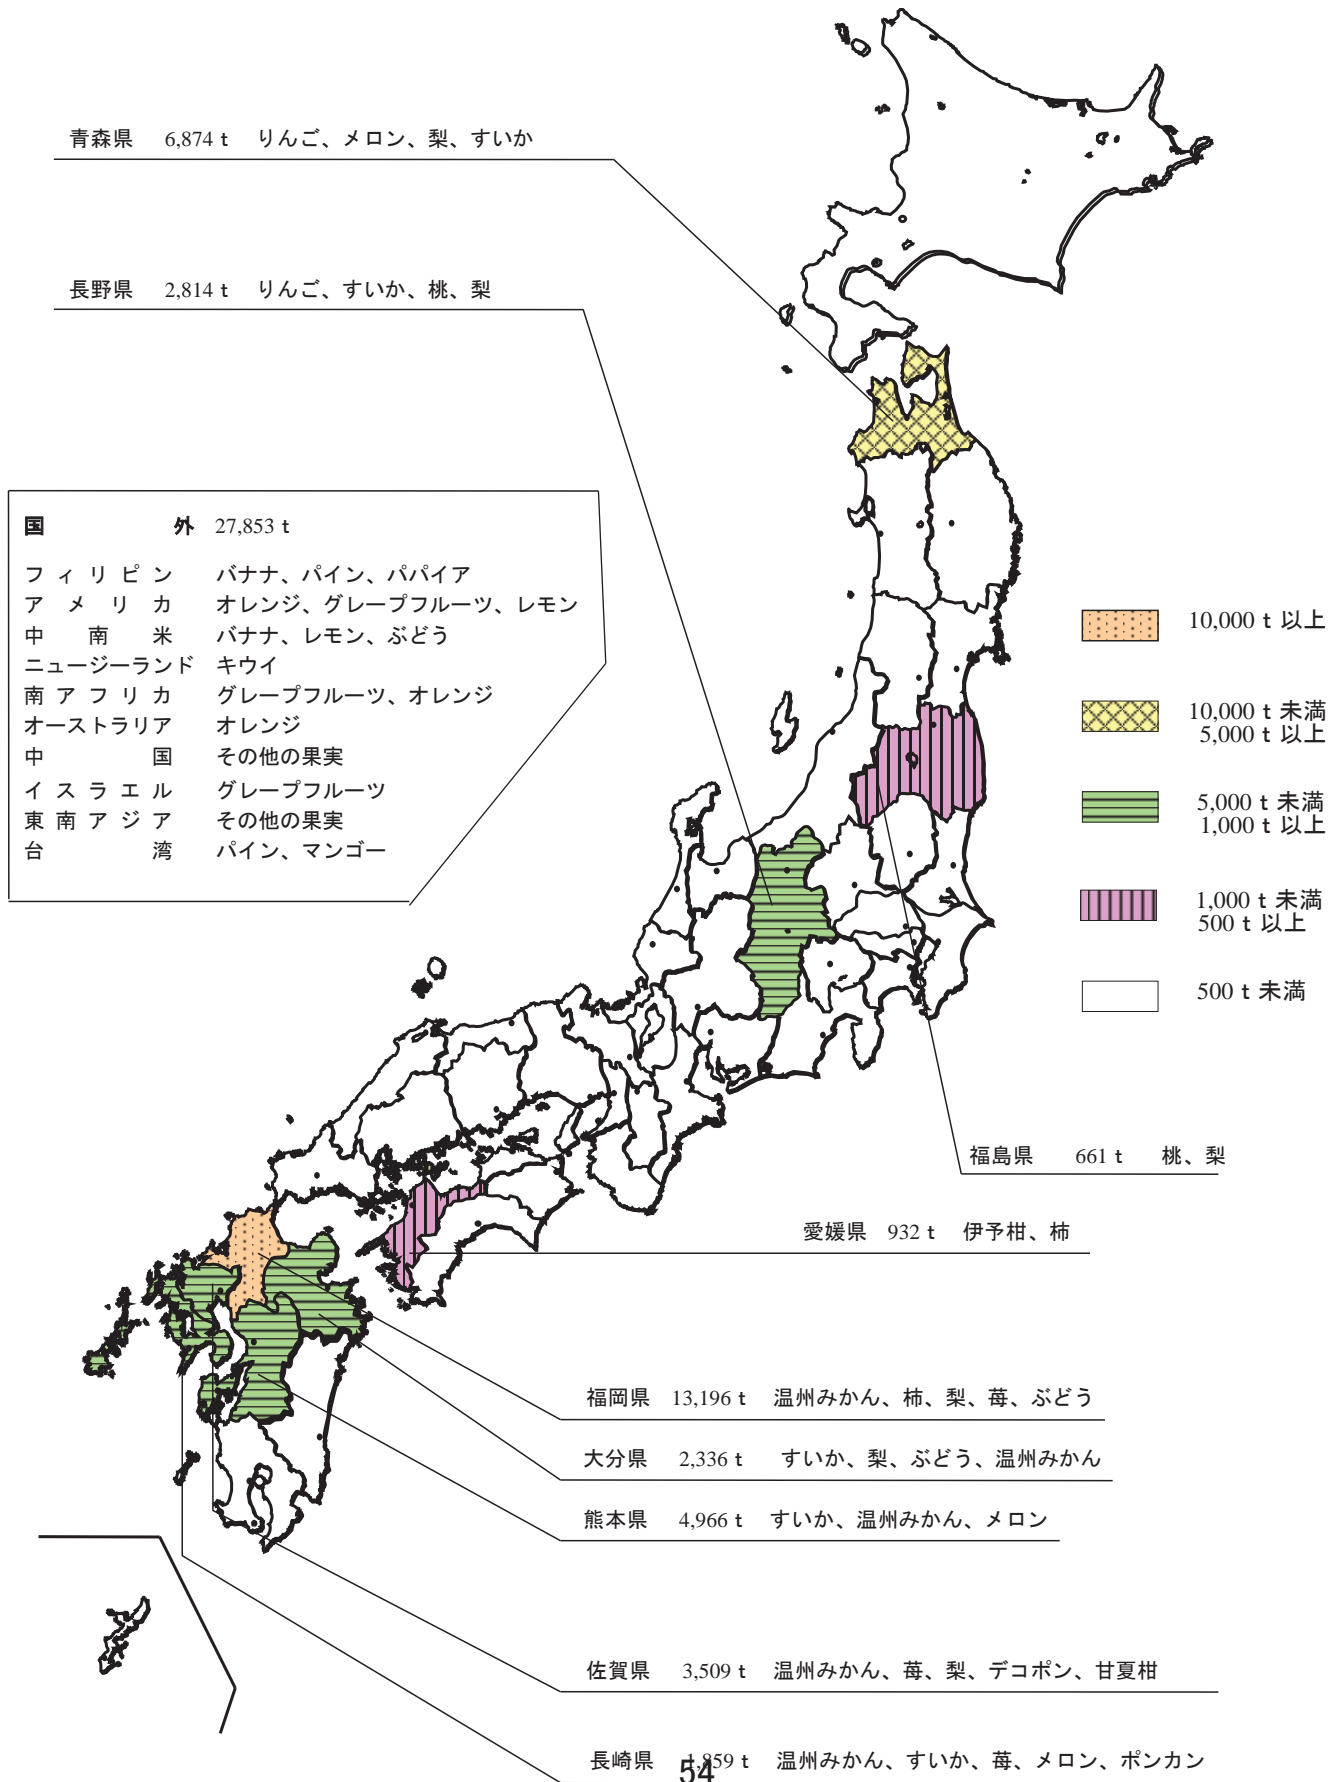 青森県 6,874 t りんご、メロン、梨、すいか
長野県 2,814 t りんご、すいか、桃、梨
国外 27,853 t
フィリピン バナナ、パイン、パパイア
アメリカ オレンジ、グレープフルーツ、レモン
中南米 バナナ、レモン、ぶどう
ニュージーランド キウイ
南アフリカ グレープフルーツ、オレンジ
オーストラリア オレンジ
中国 その他の果実
イスラエル グレープフルーツ
東南アジア その他の果実
台湾 パイン、マンゴー
10,000 t 以上
10,000 t 未満
5,000 t 以上
5,000 t 未満
1,000 t 以上
1,000 t 未満
500 t 以上
500 t 未満
福島県 661 t 桃、梨
愛媛県 932 t 伊予柑、柿
福岡県 13,196 t 温州みかん、柿、梨、苺、ぶどう
大分県 2,336 t すいか、梨、ぶどう、温州みかん
熊本県 4,966 t すいか、温州みかん、メロン
佐賀県 3,509 t 温州みかん、苺、梨、デコポン、甘夏柑
長崎県 1,859 t 温州みかん、すいか、苺、メロン、ポンカン
54